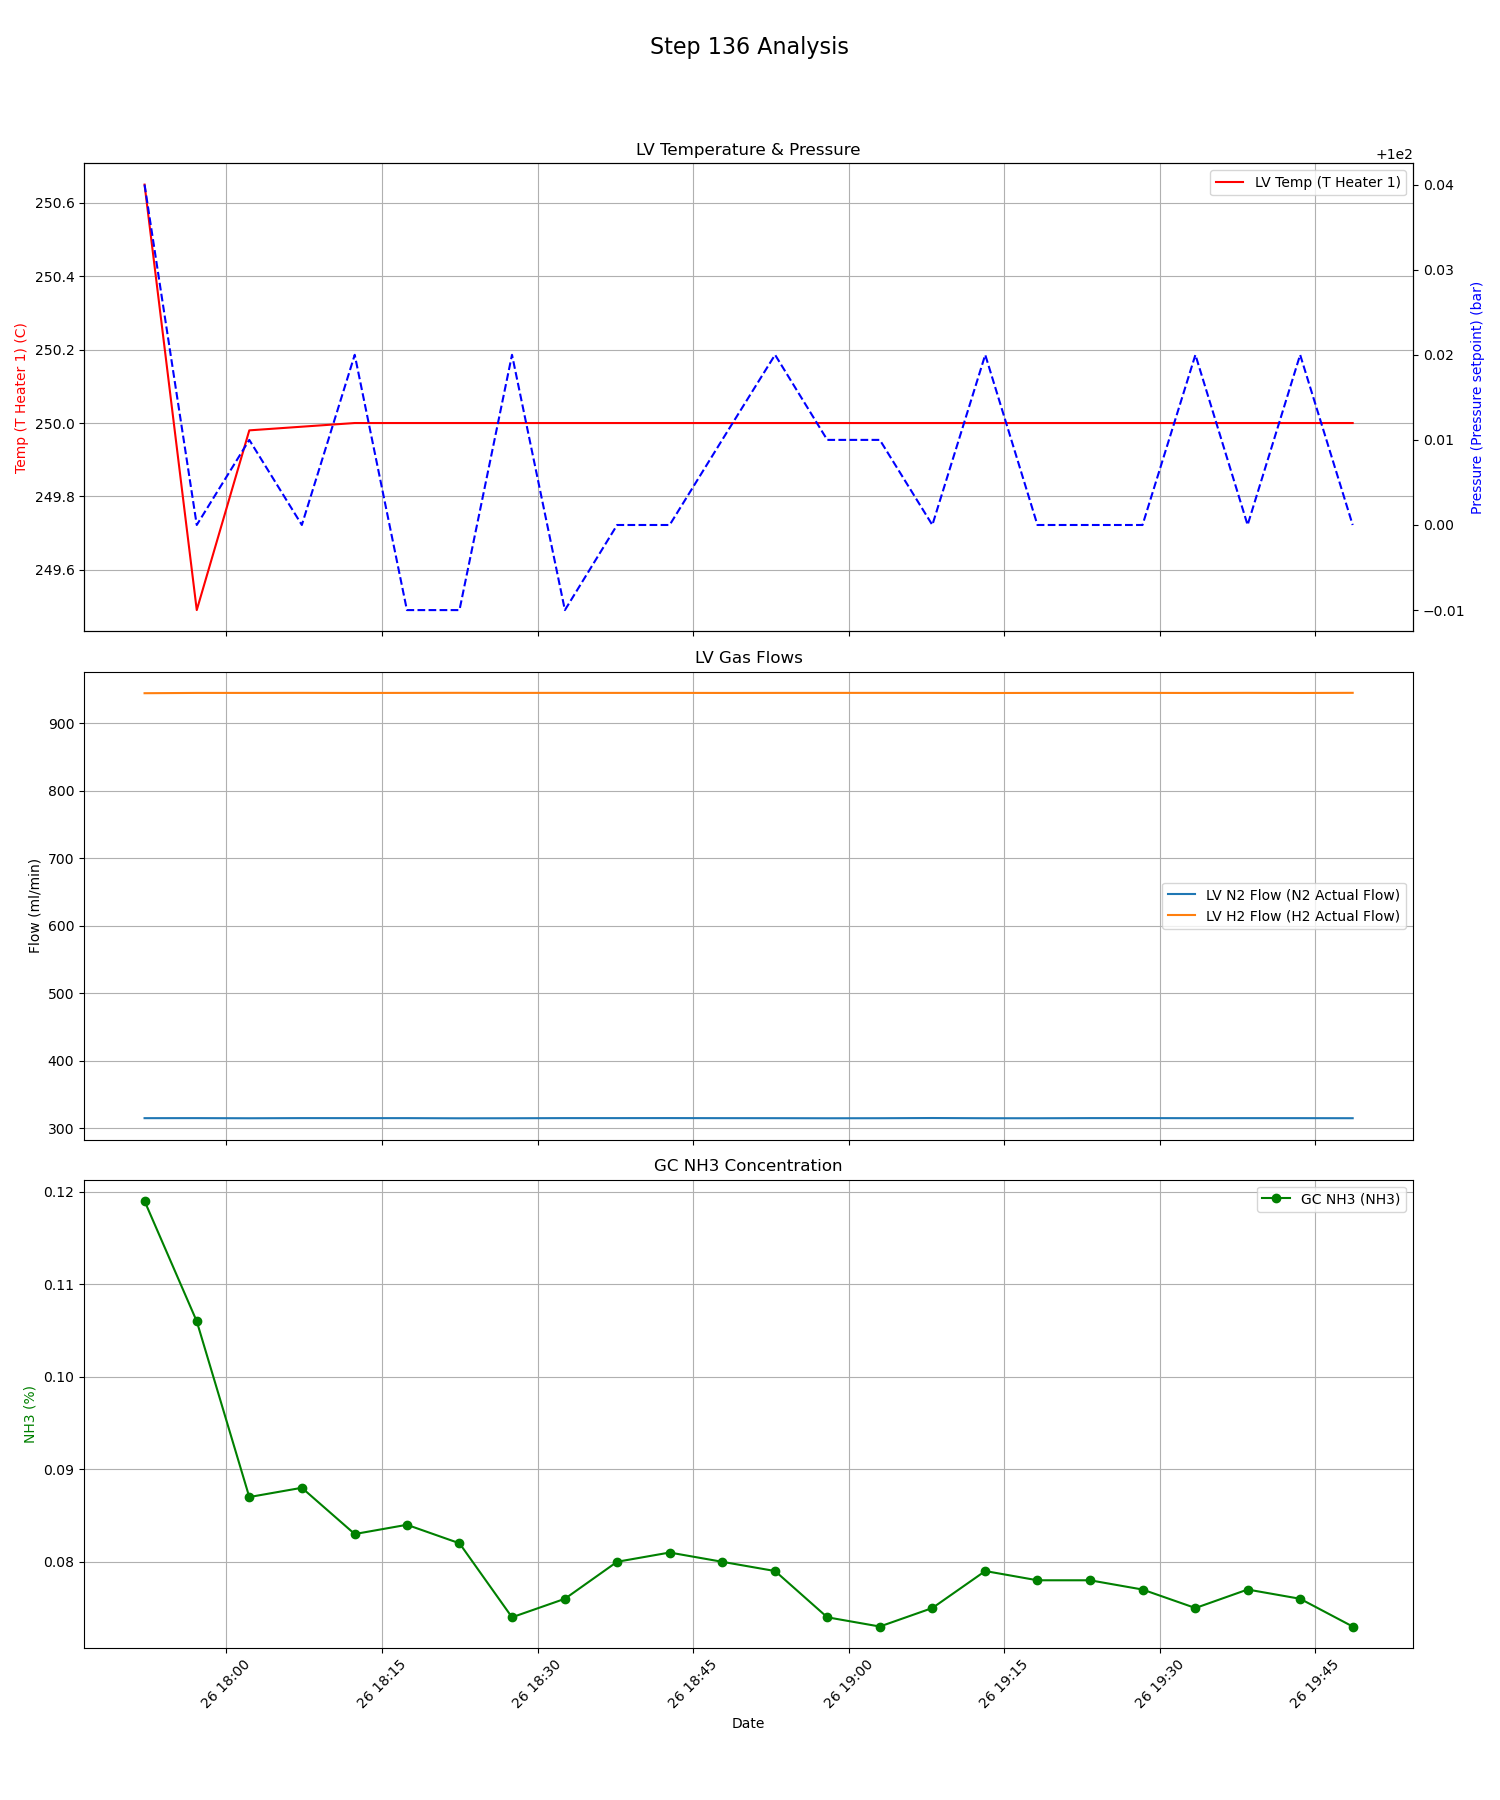 Step 136 Analysis
LV Temperature & Pressure
+1e2
LV Temp (T Heater 1)
Temp (T Heater 1) (C)
250.6
250.4
250.2
250.0
249.8
249.6
Pressure (Pressure setpoint) (bar)
0.04
0.03
0.02
0.01
0.00
−0.01
LV Gas Flows
Flow (ml/min)
900
800
700
600
500
400
300
LV N2 Flow (N2 Actual Flow)
LV H2 Flow (H2 Actual Flow)
GC NH3 Concentration
GC NH3 (NH3)
NH3 (%)
0.12
0.11
0.10
0.09
0.08
26 18:00
26 18:15
26 18:30
26 18:45
26 19:00
26 19:15
26 19:30
26 19:45
Date